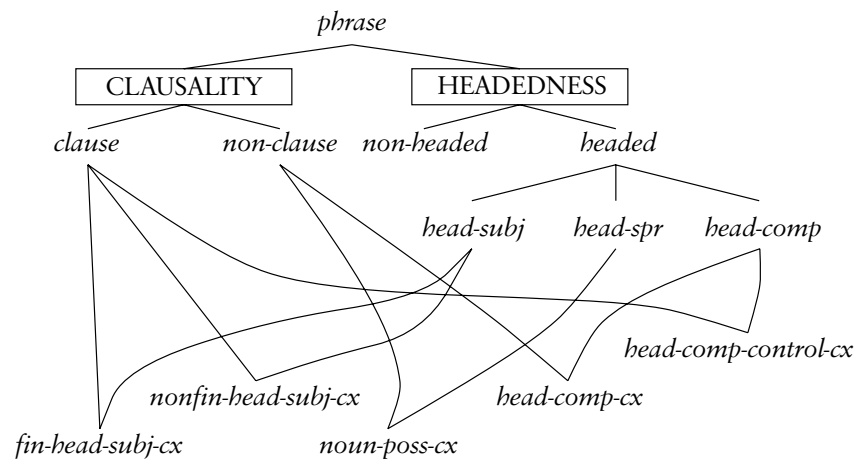 phrase
CLAUSALITY HEADEDNESS
clause non-clause non-headed headed
head-subj head-spr head-comp
head-comp-control-cx
nonfin-head-subj-cx head-comp-cx
fin-head-subj-cx noun-poss-cx